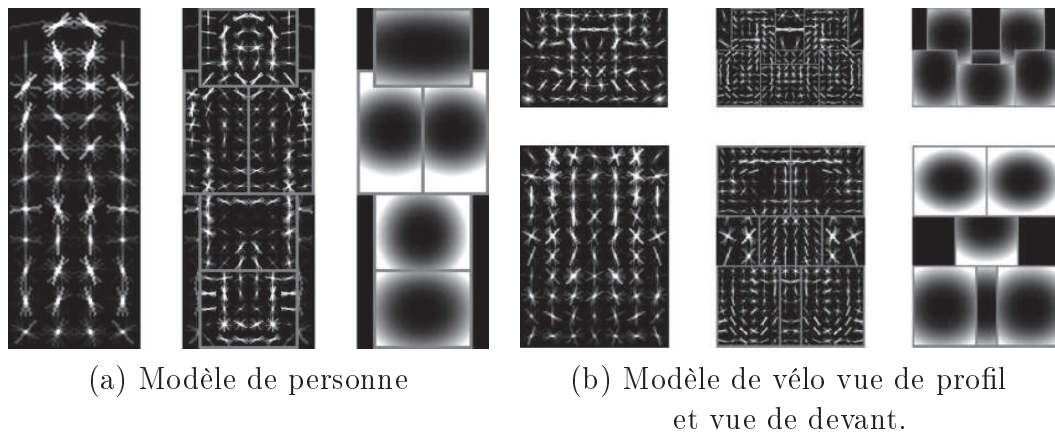 (a) Modèle de personne
(b) Modèle de vélo vue de profil
et vue de devant.